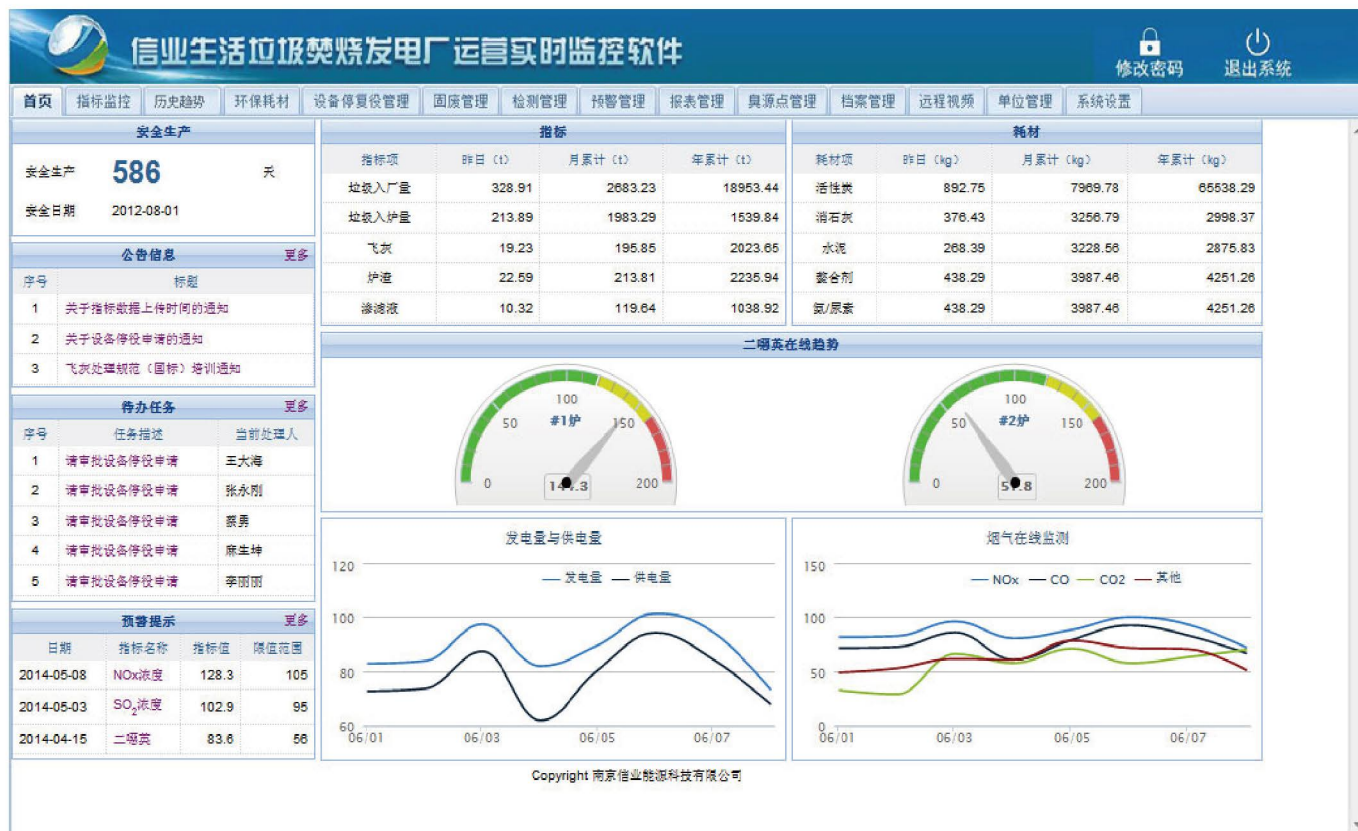 信业生活垃圾焚烧发电厂运营实时监控软件
修改密码 退出系统
首页 指标监控 历史趋势 环保耗材 设备停复役管理 固废管理 检测管理 预警管理 报表管理 臭源点管理 档案管理 远程视频 单位管理 系统设置
安全生产
安全生产 586 天
安全日期 2012-08-01
公告信息 更多
序号 标题
1 关于指标数据上传时间的通知
2 关于设备停役申请的通知
3 飞灰处理规范（国标）培训通知
待办任务 更多
序号 任务描述 当前处理人
1 请审批设备停役申请 王大海
2 请审批设备停役申请 张永刚
3 请审批设备停役申请 蔡勇
4 请审批设备停役申请 麻生坤
5 请审批设备停役申请 李丽丽
预警提示 更多
日期 指标名称 指标值 限值范围
2014-05-08 NOx浓度 128.3 105
2014-05-03 SO2浓度 102.9 95
2014-04-15 二噁英 83.6 56
指标
指标项 昨日（t） 月累计（t） 年累计（t）
垃圾入厂量 328.91 2683.23 18953.44
垃圾入炉量 213.89 1983.29 1539.84
飞灰 19.23 195.85 2023.65
炉渣 22.59 213.81 2235.94
渗滤液 10.32 119.64 1038.92
耗材
耗材项 昨日（kg） 月累计（kg） 年累计（kg）
活性炭 892.75 7969.78 65538.29
消石灰 376.43 3256.79 2998.37
水泥 268.39 3228.56 2875.83
螯合剂 438.29 3987.46 4251.26
氨/尿素 438.29 3987.46 4251.26
二噁英在线趋势
0 50 100 150 200
#1炉
0 50 100 150 200
#2炉
发电量与供电量
发电量 供电量
120
100
80
60
06/01 06/03 06/05 06/07
烟气在线监测
NOx CO CO2 其他
150
100
50
0
06/01 06/03 06/05 06/07
Copyright 南京信业能源科技有限公司